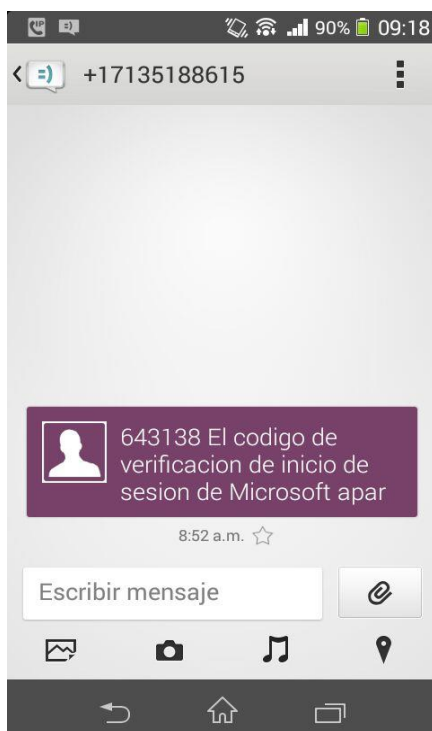 90% 09:18
+17135188615
643138 El codigo de
verificacion de inicio de
sesion de Microsoft apar
8:52 a.m.
Escribir mensaje